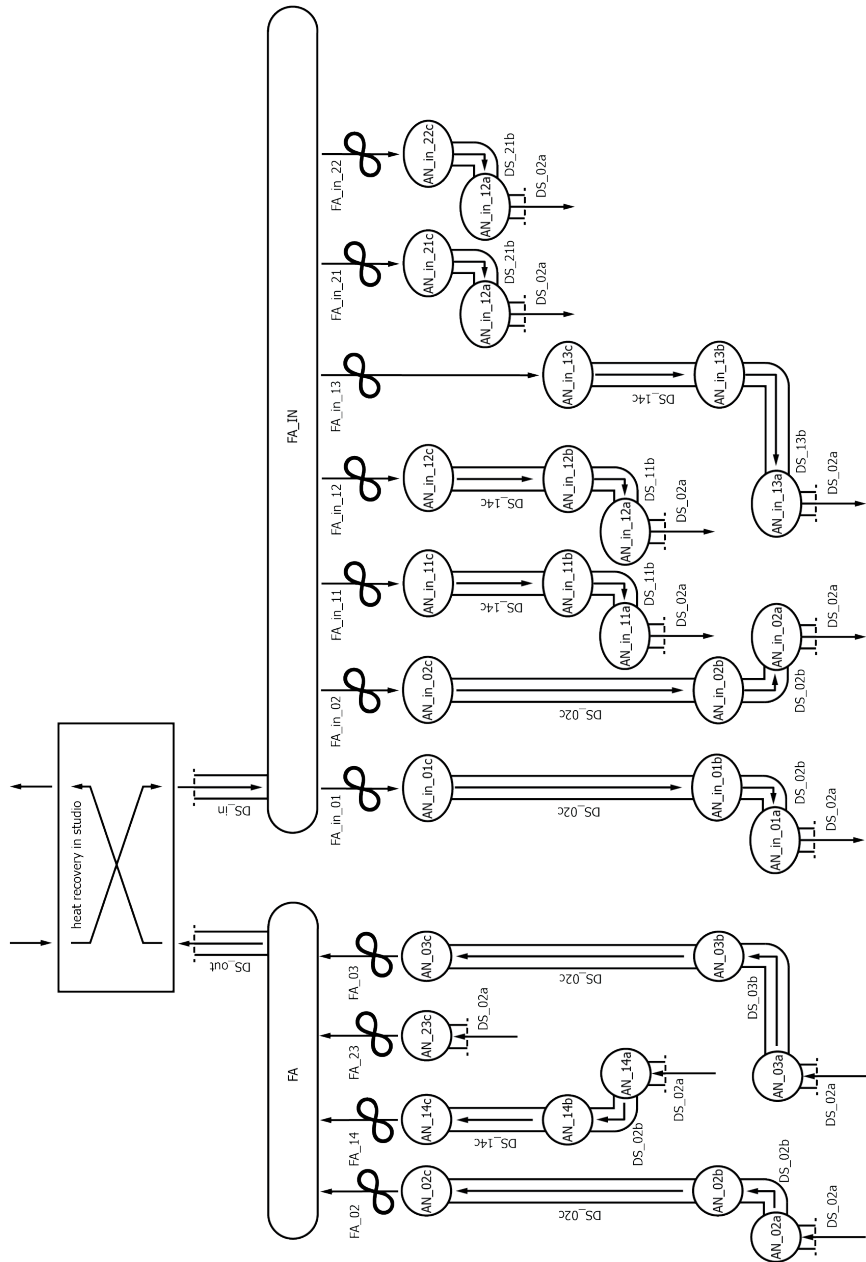 heat recovery in studio
DS_out
DS_in
FA
FA_IN
FA_02
FA_14
FA_23
FA_03
FA_in_01
FA_in_02
FA_in_11
FA_in_12
FA_in_13
FA_in_21
FA_in_22
AN_02c
DS_02c
AN_02b
DS_02b
AN_02a
DS_02a
AN_14c
DS_14c
AN_14b
DS_02b
AN_14a
DS_02a
AN_23c
DS_02a
AN_03c
DS_02c
AN_03b
DS_03b
AN_03a
DS_02a
AN_in_01c
DS_02c
AN_in_01b
DS_02b
AN_in_01a
DS_02a
AN_in_02c
DS_02c
AN_in_02b
DS_02b
AN_in_02a
DS_02a
AN_in_11c
DS_14c
AN_in_11b
DS_11b
AN_in_11a
DS_02a
AN_in_12c
DS_14c
AN_in_12b
DS_11b
AN_in_12a
DS_02a
AN_in_13c
DS_14c
AN_in_13b
DS_13b
AN_in_13a
DS_02a
AN_in_21c
DS_21b
AN_in_12a
DS_02a
AN_in_22c
DS_21b
AN_in_12a
DS_02a